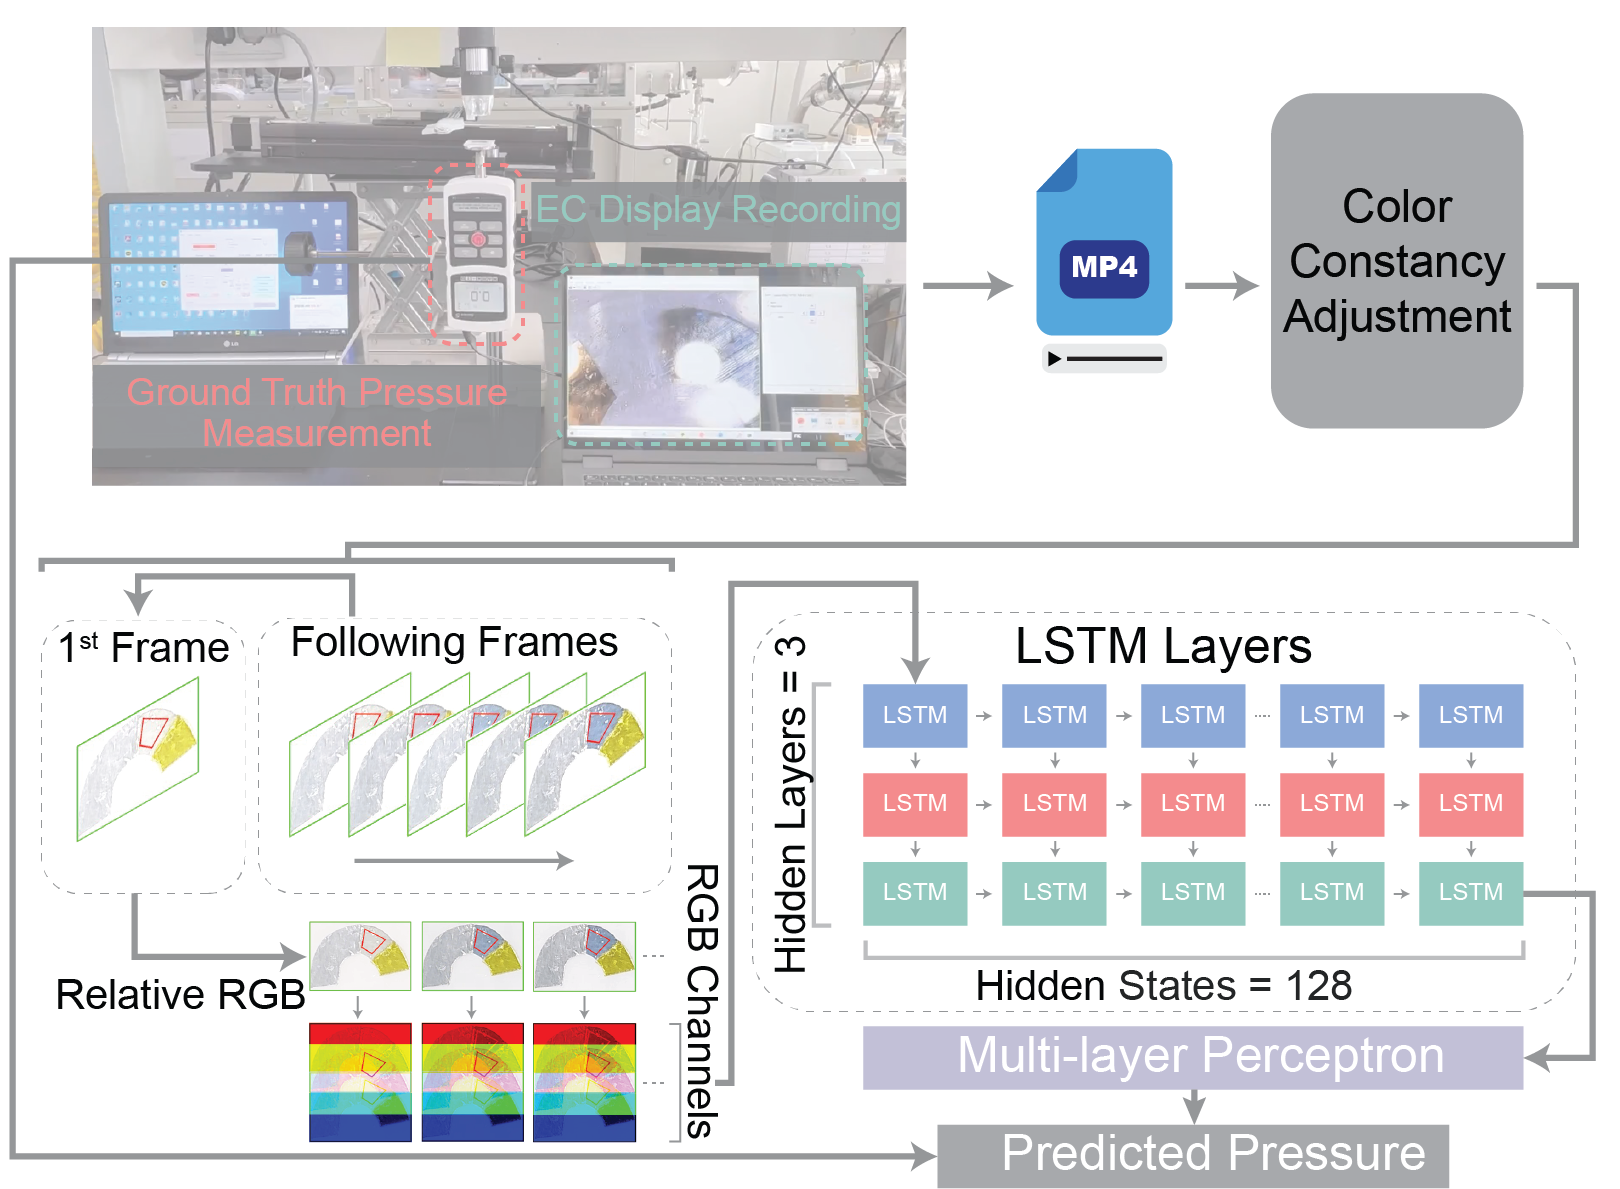 EC Display Recording
Ground Truth Pressure
Measurement
LG
MP4
Color
Constancy
Adjustment
1st Frame
Following Frames
Relative RGB
RGB Channels
LSTM Layers
Hidden Layers = 3
LSTM LSTM LSTM LSTM LSTM
LSTM LSTM LSTM LSTM LSTM
LSTM LSTM LSTM LSTM LSTM
Hidden States = 128
Multi-layer Perceptron
Predicted Pressure